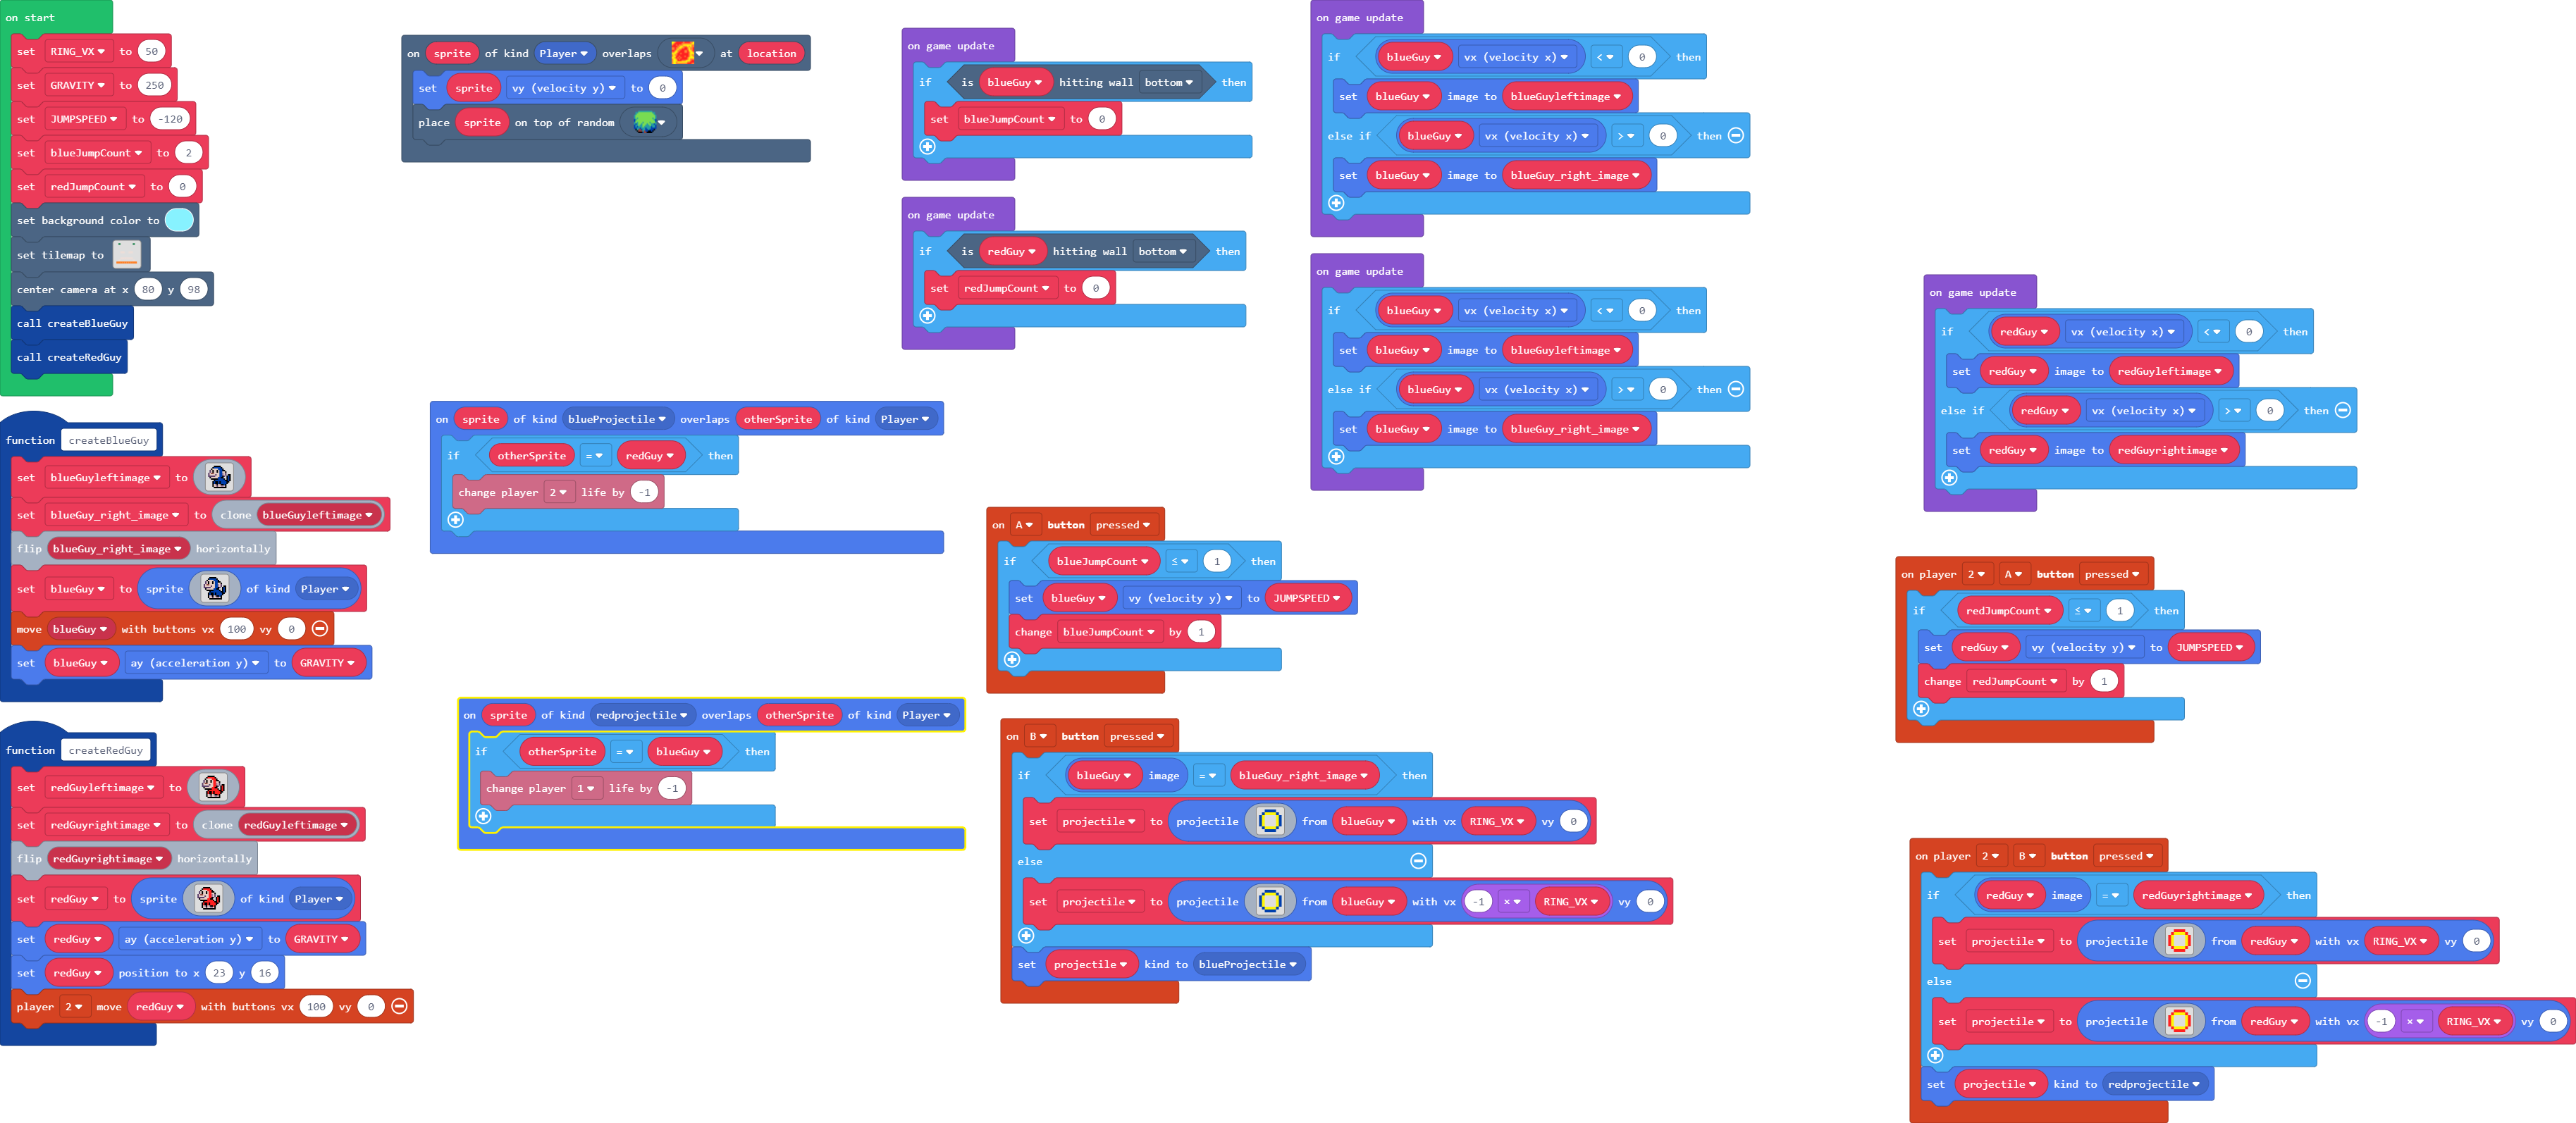 on start
set RING_VX to 50
set GRAVITY to 250
set JUMPSPEED to -120
set blueJumpCount to 2
set redJumpCount to 0
set background color to
set tilemap to
center camera at x 80 y 98
call createBlueGuy
call createRedGuy
function createBlueGuy
set blueGuyleftimage to
set blueGuy_right_image to clone blueGuyleftimage
flip blueGuy_right_image horizontally
set blueGuy to sprite of kind Player
move blueGuy with buttons vx 100 vy 0
set blueGuy ay (acceleration y) to GRAVITY
function createRedGuy
set redGuyleftimage to
set redGuyrightimage to clone redGuyleftimage
flip redGuyrightimage horizontally
set redGuy to sprite of kind Player
set redGuy ay (acceleration y) to GRAVITY
set redGuy position to x 23 y 16
player 2 move redGuy with buttons vx 100 vy 0
on sprite of kind Player overlaps at location
set sprite vy (velocity y) to 0
place sprite on top of random
on sprite of kind blueProjectile overlaps otherSprite of kind Player
if otherSprite = redGuy then
change player 2 life by -1
on sprite of kind redprojectile overlaps otherSprite of kind Player
if otherSprite = blueGuy then
change player 1 life by -1
on game update
if is blueGuy hitting wall bottom then
set blueJumpCount to 0
on game update
if is redGuy hitting wall bottom then
set redJumpCount to 0
on A button pressed
if blueJumpCount ≤ 1 then
set blueGuy vy (velocity y) to JUMPSPEED
change blueJumpCount by 1
on B button pressed
if blueGuy image = blueGuy_right_image then
set projectile to projectile from blueGuy with vx RING_VX vy 0
else
set projectile to projectile from blueGuy with vx -1 × RING_VX vy 0
set projectile kind to blueProjectile
on game update
if blueGuy vx (velocity x) < 0 then
set blueGuy image to blueGuyleftimage
else if blueGuy vx (velocity x) > 0 then
set blueGuy image to blueGuy_right_image
on game update
if blueGuy vx (velocity x) < 0 then
set blueGuy image to blueGuyleftimage
else if blueGuy vx (velocity x) > 0 then
set blueGuy image to blueGuy_right_image
on game update
if redGuy vx (velocity x) < 0 then
set redGuy image to redGuyleftimage
else if redGuy vx (velocity x) > 0 then
set redGuy image to redGuyrightimage
on player 2 A button pressed
if redJumpCount ≤ 1 then
set redGuy vy (velocity y) to JUMPSPEED
change redJumpCount by 1
on player 2 B button pressed
if redGuy image = redGuyrightimage then
set projectile to projectile from redGuy with vx RING_VX vy 0
else
set projectile to projectile from redGuy with vx -1 × RING_VX vy 0
set projectile kind to redprojectile